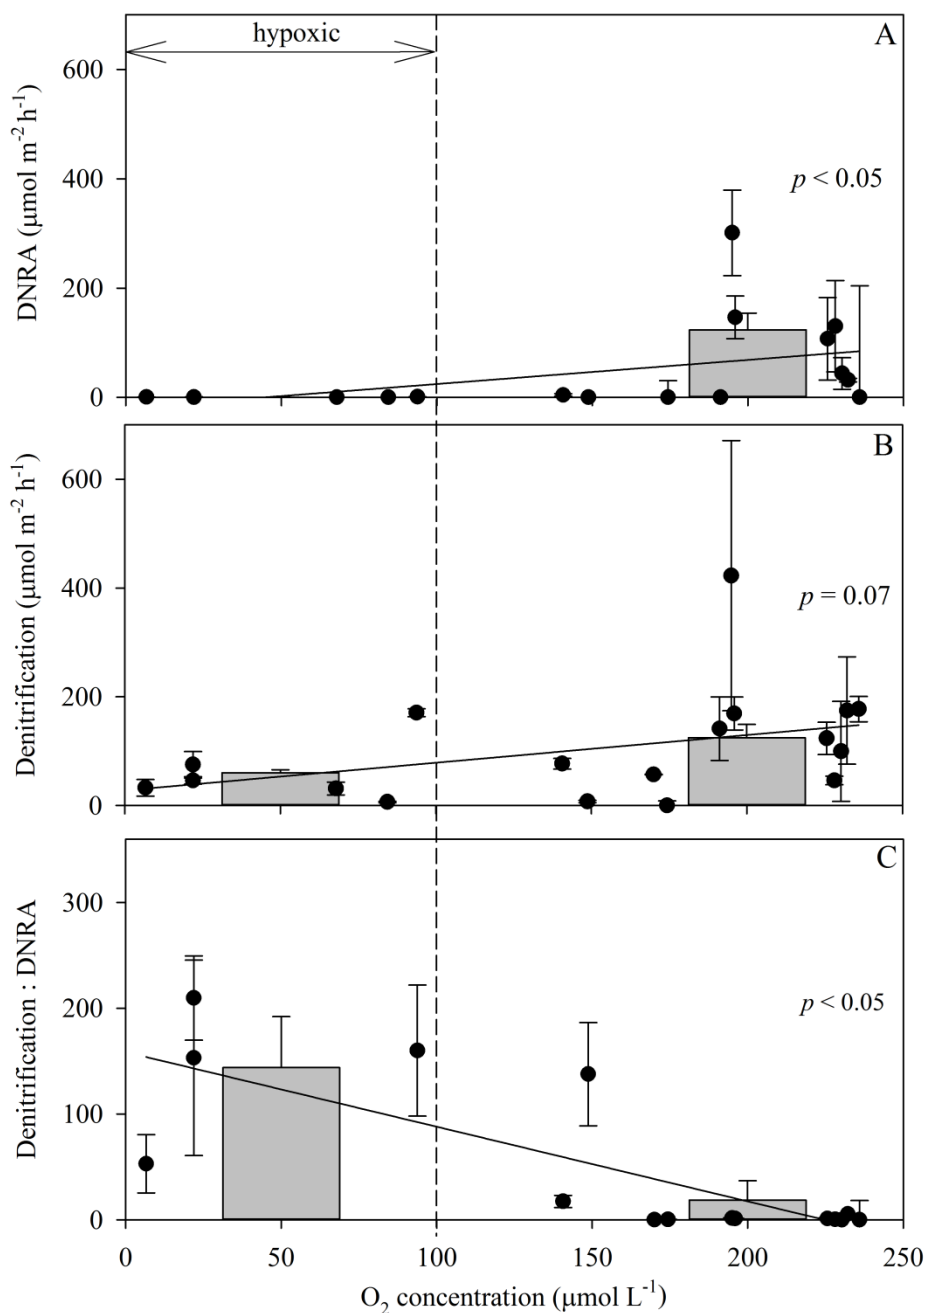 hypoxic
A
600
400
200
0
DNRA (μmol m⁻² h⁻¹)
p < 0.05
B
600
400
200
0
Denitrification (μmol m⁻² h⁻¹)
p = 0.07
C
300
200
100
0
Denitrification : DNRA
p < 0.05
0 50 100 150 200 250
O₂ concentration (μmol L⁻¹)